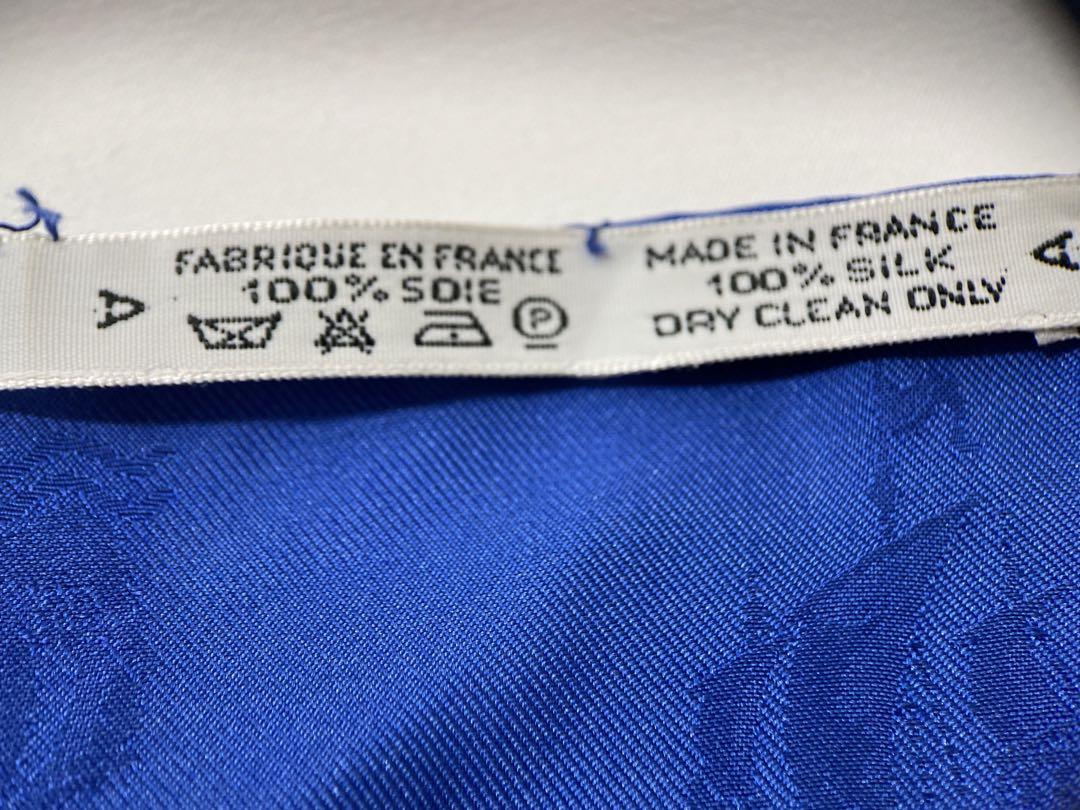 A
FABRIQUE EN FRANCE
100% SOIE
P
MADE IN FRANCE
100% SILK
DRY CLEAN ONLY
A